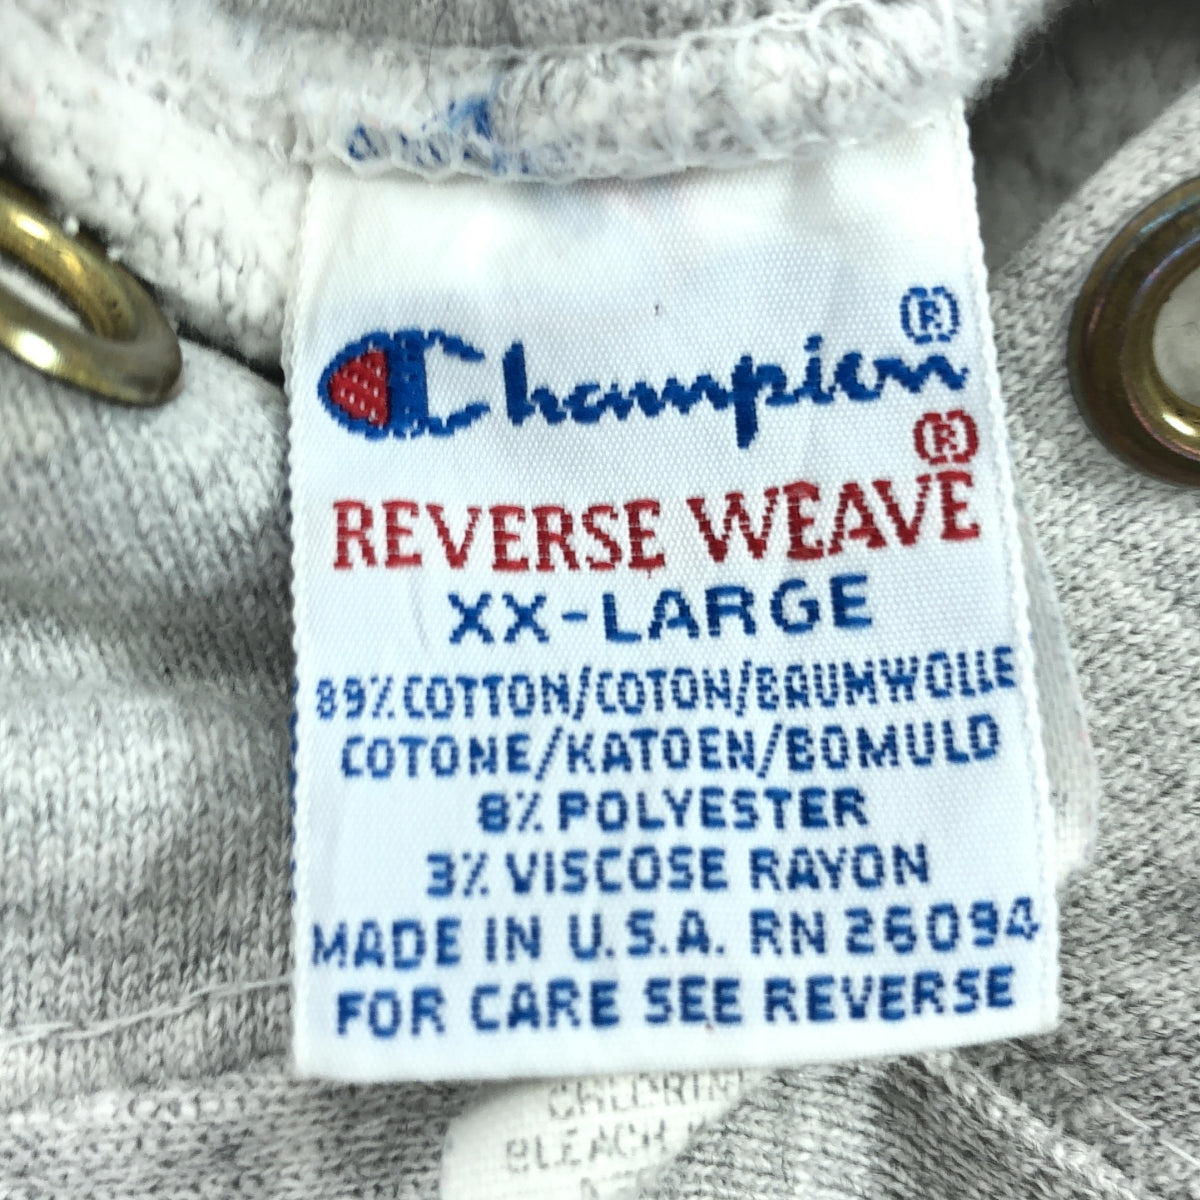 Champion®
®
REVERSE WEAVE
XX-LARGE
89% COTTON/COTON/BAUMWOLLE
COTONE/KATOEN/BOMULD
8% POLYESTER
3% VISCOSE RAYON
MADE IN U.S.A. RN 26094
FOR CARE SEE REVERSE
BLEACH